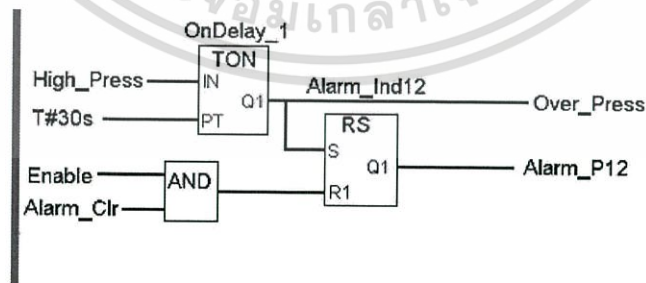 OnDelay_1
TON
High_Press
IN
Alarm_Ind12
Q1
Over_Press
T#30s
PT
RS
S
Q1
Alarm_P12
Enable
AND
R1
Alarm_Clr